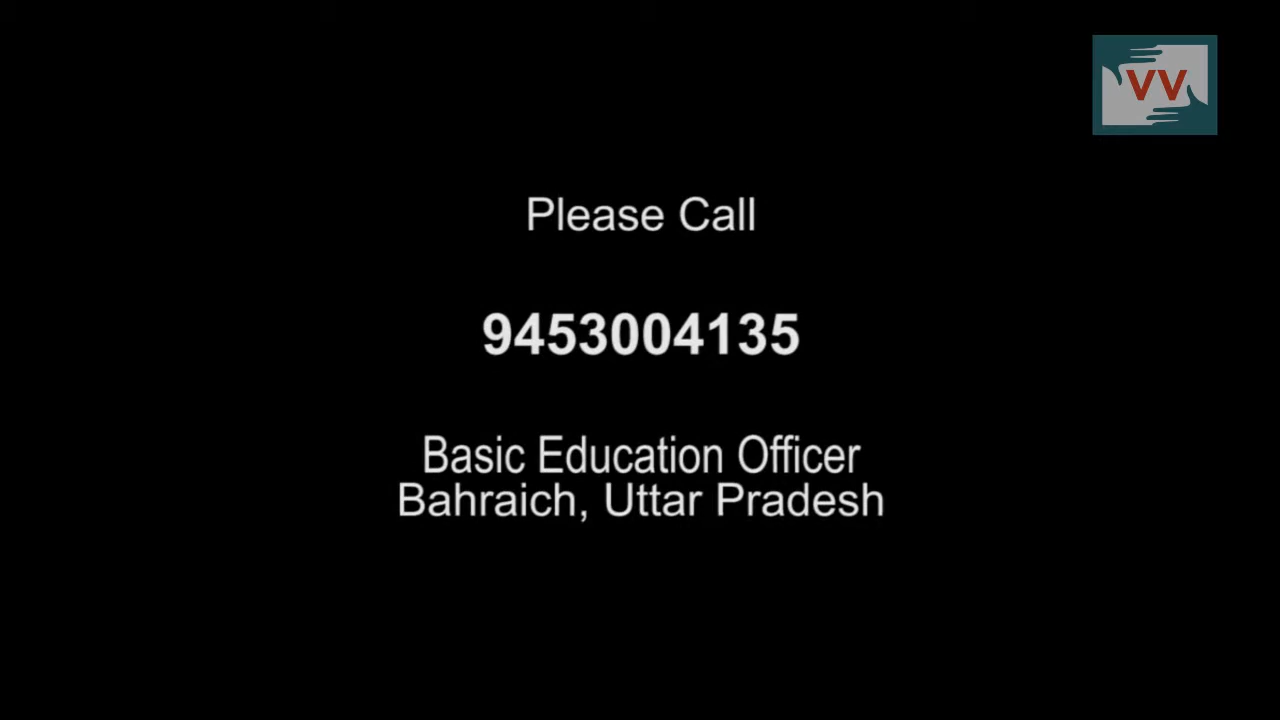 VV
Please Call
9453004135
Basic Education Officer
Bahraich, Uttar Pradesh